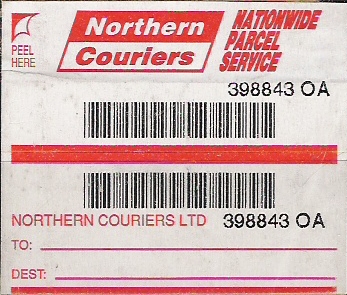 PEEL
HERE
Northern
Couriers
NATIONWIDE
PARCEL
SERVICE
398843 OA
NORTHERN COURIERS LTD 398843 OA
TO:
DEST: